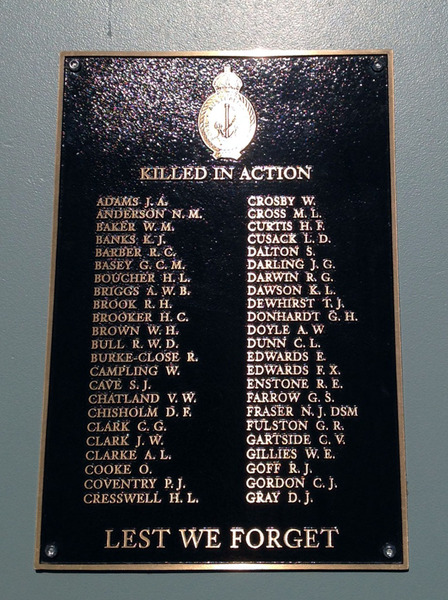 KILLED IN ACTION
ADAMS J. A.
ANDERSON N. M.
BAKER W. M.
BANKS K. J.
BARBER R. C.
BASEY G. C. M.
BOUCHER H. L.
BRIGGS A. W. B.
BROOK R. H.
BROOKER H. C.
BROWN W. H.
BULL R. W. D.
BURKE-CLOSE R.
CAMPLING W.
CAVE S. J.
CHATLAND V. W.
CHISHOLM D. F.
CLARK C. G.
CLARK J. W.
CLARKE A. L.
COOKE O.
COVENTRY P. J.
CRESSWELL H. L.
CROSBY W.
CROSS M. L.
CURTIS H. F.
CUSACK L. D.
DALTON S.
DARLING J. G.
DARWIN R. G.
DAWSON K. L.
DEWHIRST T. J.
DONHARDT G. H.
DOYLE A. W
DUNN C. L.
EDWARDS E.
EDWARDS F. X.
ENSTONE R. E.
FARROW G. S.
FRASER N. J. DSM
FULSTON G. R.
GARTSIDE C. V.
GILLIES W. E.
GOFF R. J.
GORDON C. J.
GRAY D. J.
LEST WE FORGET